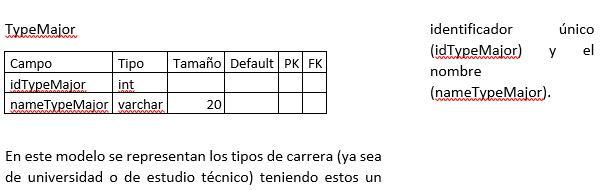 TypeMajor
Campo Tipo Tamaño Default PK FK
idTypeMajor int
nameTypeMajor varchar 20
En este modelo se representan los tipos de carrera (ya sea
de universidad o de estudio técnico) teniendo estos un
identificador único
(idTypeMajor) y el
nombre
(nameTypeMajor).